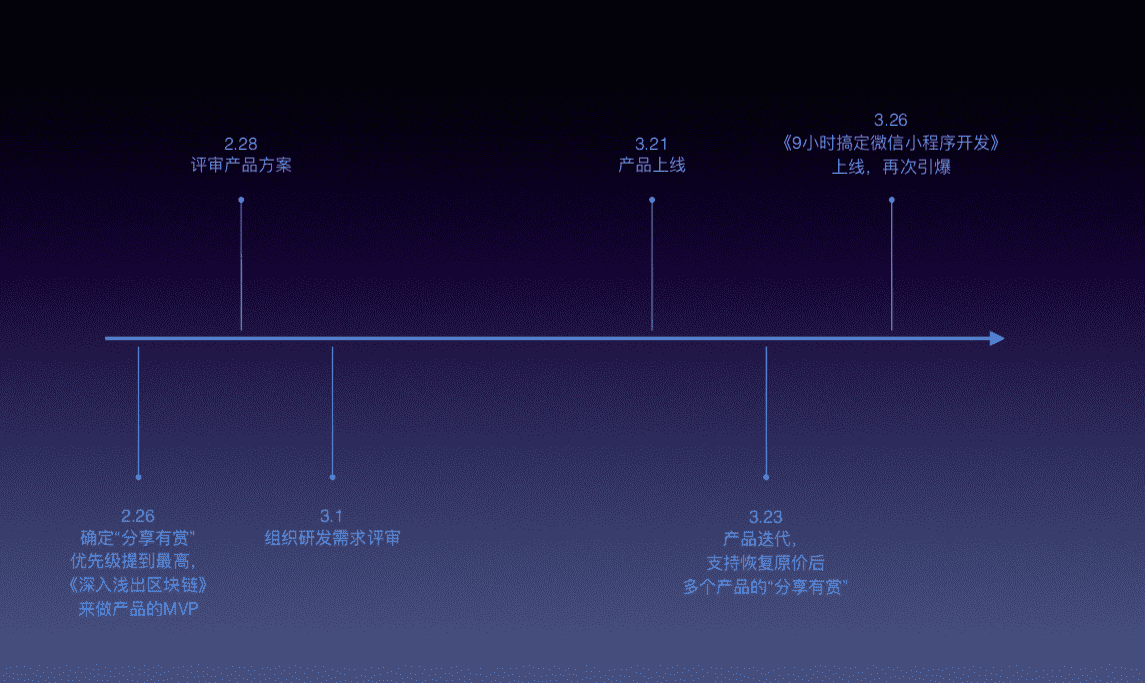 2.28
评审产品方案
3.21
产品上线
3.26
《9小时搞定微信小程序开发》
上线，再次引爆
2.26
确定“分享有赏”
优先级提到最高，
《深入浅出区块链》
来做产品的MVP
3.1
组织研发需求评审
3.23
产品迭代，
支持恢复原价后
多个产品的“分享有赏”